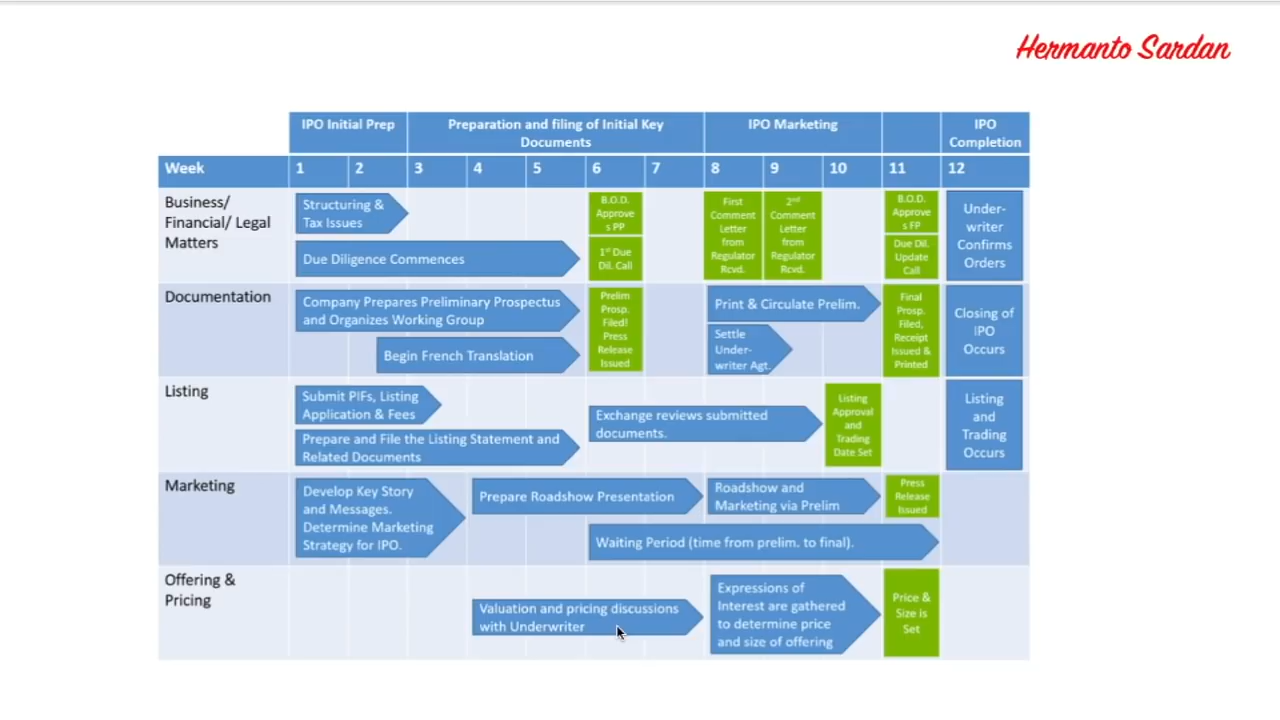 Hermanto Sardan
IPO Initial Prep
Preparation and filing of Initial Key
Documents
IPO Marketing
IPO
Completion
Week
1
2
3
4
5
6
7
8
9
10
11
12
Business/
Financial/ Legal
Matters
Structuring &
Tax Issues
Due Diligence Commences
B.O.D.
Approve
s PP
1st Due
Dil. Call
First
Comment
Letter
from
Regulator
Rcvd.
2nd
Comment
Letter
from
Regulator
Rcvd.
B.O.D.
Approve
s FP
Due Dil.
Update
Call
Under-
writer
Confirms
Orders
Documentation
Company Prepares Preliminary Prospectus
and Organizes Working Group
Begin French Translation
Prelim
Prosp.
Filed!
Press
Release
Issued
Print & Circulate Prelim.
Settle
Under-
writer Agt.
Final
Prosp.
Filed,
Receipt
Issued &
Printed
Closing of
IPO
Occurs
Listing
Submit PIFs, Listing
Application & Fees
Prepare and File the Listing Statement and
Related Documents
Exchange reviews submitted
documents.
Listing
Approval
and
Trading
Date Set
Listing
and
Trading
Occurs
Marketing
Develop Key Story
and Messages.
Determine Marketing
Strategy for IPO.
Prepare Roadshow Presentation
Roadshow and
Marketing via Prelim
Press
Release
Issued
Waiting Period (time from prelim. to final).
Offering &
Pricing
Valuation and pricing discussions
with Underwriter
Expressions of
Interest are gathered
to determine price
and size of offering
Price &
Size is
Set